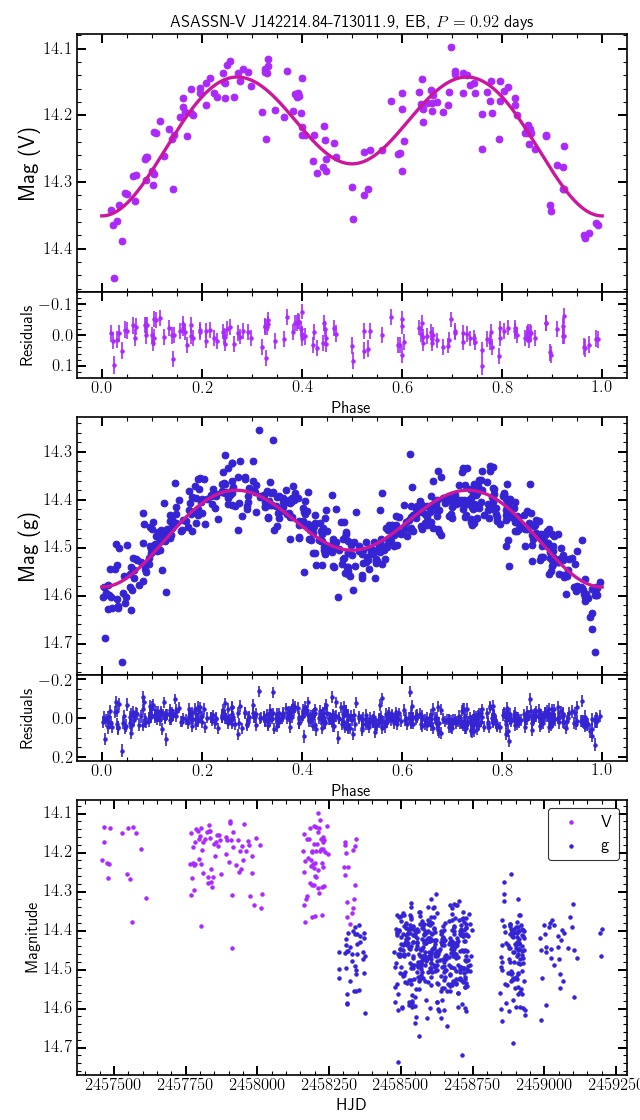 ASASSN-V J142214.84-713011.9, EB, P = 0.92 days
14.1
14.2
14.3
14.4
Mag (V)
−0.1
0.0
0.1
Residuals
0.0 0.2 0.4 0.6 0.8 1.0
Phase
14.3
14.4
14.5
14.6
14.7
Mag (g)
−0.2
0.0
0.2
Residuals
0.0 0.2 0.4 0.6 0.8 1.0
Phase
V
g
14.1
14.2
14.3
14.4
14.5
14.6
14.7
Magnitude
2457500 2457750 2458000 2458250 2458500 2458750 2459000 2459250
HJD